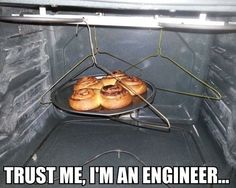 TRUST ME, I'M AN ENGINEER...